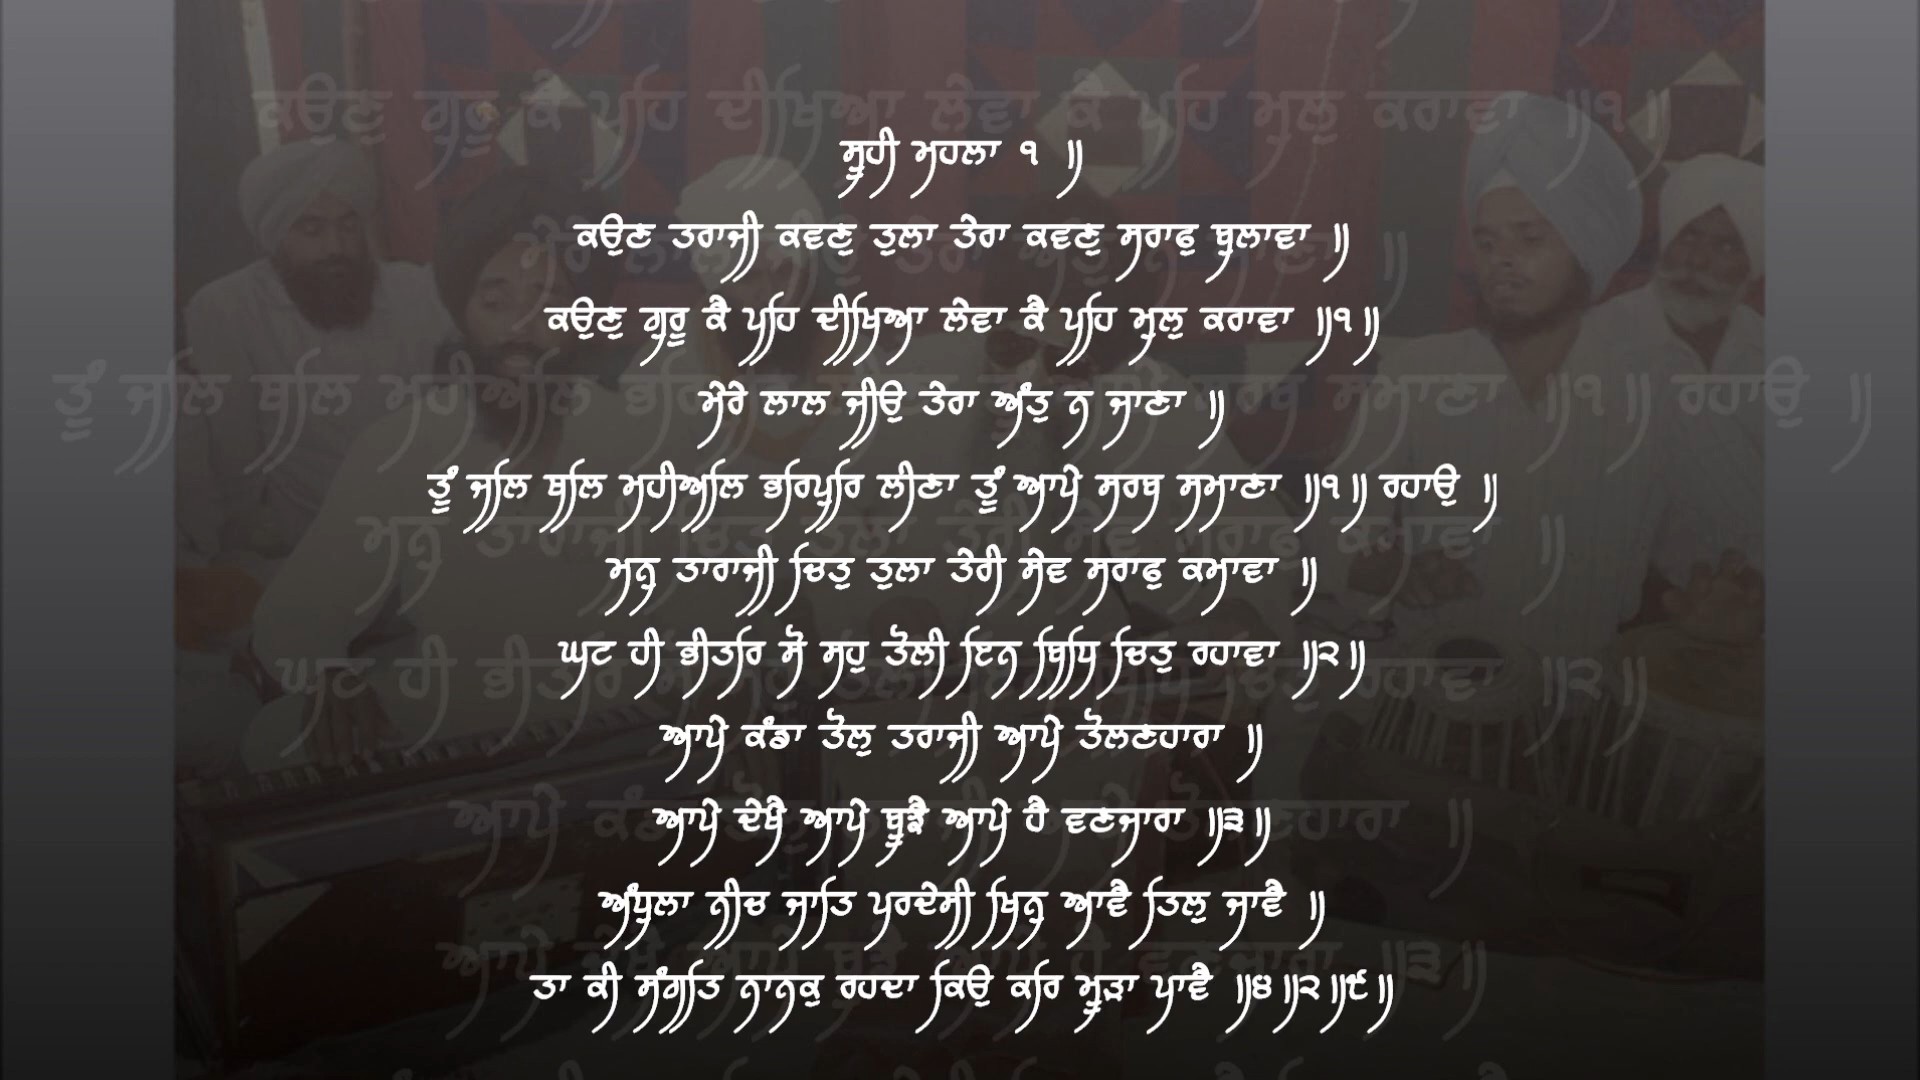 ਸੂਹੀ ਮਹਲਾ ੧ ॥
ਕਉਣ ਤਰਾਜੀ ਕਵਣੁ ਤੁਲਾ ਤੇਰਾ ਕਵਣੁ ਸਰਾਫੁ ਬੁਲਾਵਾ ॥
ਕਉਣੁ ਗੁਰੂ ਕੈ ਪਹਿ ਦੀਖਿਆ ਲੇਵਾ ਕੈ ਪਹਿ ਮੁਲੁ ਕਰਾਵਾ ॥੧॥
ਮੇਰੇ ਲਾਲ ਜੀਉ ਤੇਰਾ ਅੰਤੁ ਨ ਜਾਣਾ ॥
ਤੂੰ ਜਲਿ ਥਲਿ ਮਹੀਅਲਿ ਭਰਿਪੁਰਿ ਲੀਣਾ ਤੂੰ ਆਪੇ ਸਰਬ ਸਮਾਣਾ ॥੧॥ ਰਹਾਉ ॥
ਮਨੁ ਤਾਰਾਜੀ ਚਿਤੁ ਤੁਲਾ ਤੇਰੀ ਸੇਵ ਸਰਾਫੁ ਕਮਾਵਾ ॥
ਘਟ ਹੀ ਭੀਤਰਿ ਸੋ ਸਹੁ ਤੋਲੀ ਇਨ ਬਿਧਿ ਚਿਤੁ ਰਹਾਵਾ ॥੨॥
ਆਪੇ ਕੰਡਾ ਤੋਲੁ ਤਰਾਜੀ ਆਪੇ ਤੋਲਣਹਾਰਾ ॥
ਆਪੇ ਦੇਖੈ ਆਪੇ ਬੂਝੈ ਆਪੇ ਹੈ ਵਣਜਾਰਾ ॥੩॥
ਅੰਧੁਲਾ ਨੀਚ ਜਾਤਿ ਪਰਦੇਸੀ ਖਿਨੁ ਆਵੈ ਤਿਲੁ ਜਾਵੈ ॥
ਤਾ ਕੀ ਸੰਗਤਿ ਨਾਨਕੁ ਰਹਦਾ ਕਿਉ ਕਰਿ ਮੂੜਾ ਪਾਵੈ ॥੪॥੨॥੯॥